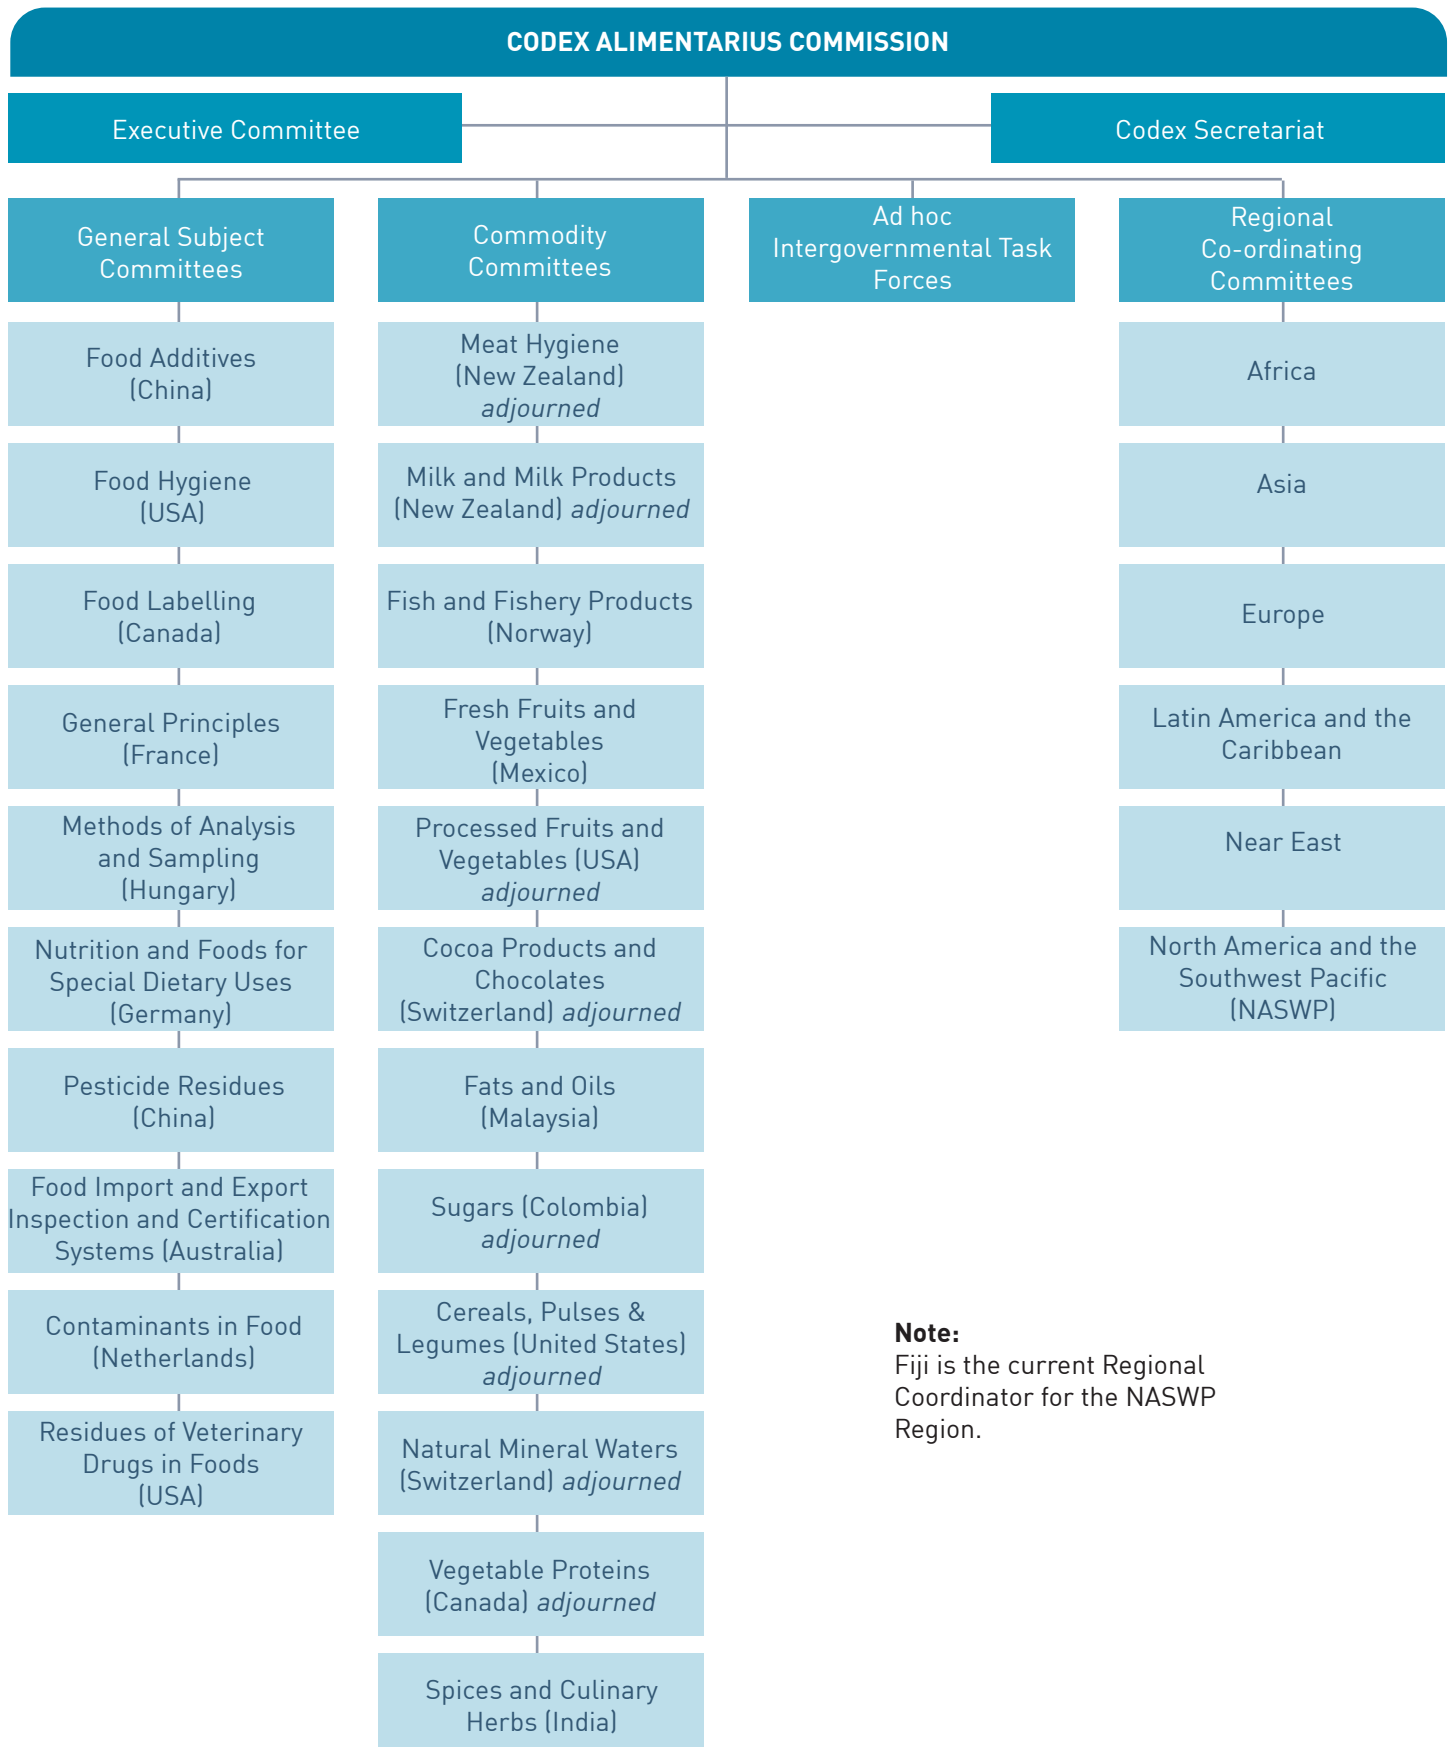 CODEX ALIMENTARIUS COMMISSION
Executive Committee
Codex Secretariat
General Subject
Committees
Commodity
Committees
Ad hoc
Intergovernmental Task
Forces
Regional
Co-ordinating
Committees
Food Additives
(China)
Food Hygiene
(USA)
Food Labelling
(Canada)
General Principles
(France)
Methods of Analysis
and Sampling
(Hungary)
Nutrition and Foods for
Special Dietary Uses
(Germany)
Pesticide Residues
(China)
Food Import and Export
Inspection and Certification
Systems (Australia)
Contaminants in Food
(Netherlands)
Residues of Veterinary
Drugs in Foods
(USA)
Meat Hygiene
(New Zealand)
adjourned
Milk and Milk Products
(New Zealand) adjourned
Fish and Fishery Products
(Norway)
Fresh Fruits and
Vegetables
(Mexico)
Processed Fruits and
Vegetables (USA)
adjourned
Cocoa Products and
Chocolates
(Switzerland) adjourned
Fats and Oils
(Malaysia)
Sugars (Colombia)
adjourned
Cereals, Pulses &
Legumes (United States)
adjourned
Natural Mineral Waters
(Switzerland) adjourned
Vegetable Proteins
(Canada) adjourned
Spices and Culinary
Herbs (India)
Africa
Asia
Europe
Latin America and the
Caribbean
Near East
North America and the
Southwest Pacific
(NASWP)
Note:
Fiji is the current Regional
Coordinator for the NASWP
Region.